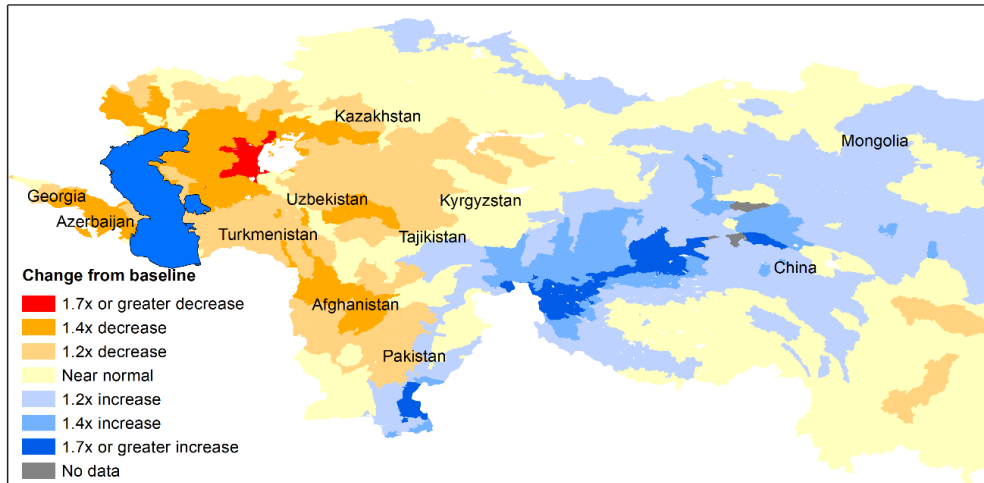 Kazakhstan
Mongolia
Georgia
Uzbekistan
Kyrgyzstan
Azerbaijan
Turkmenistan
Tajikistan
China
Change from baseline
1.7x or greater decrease
Afghanistan
1.4x decrease
1.2x decrease
Pakistan
Near normal
1.2x increase
1.4x increase
1.7x or greater increase
No data